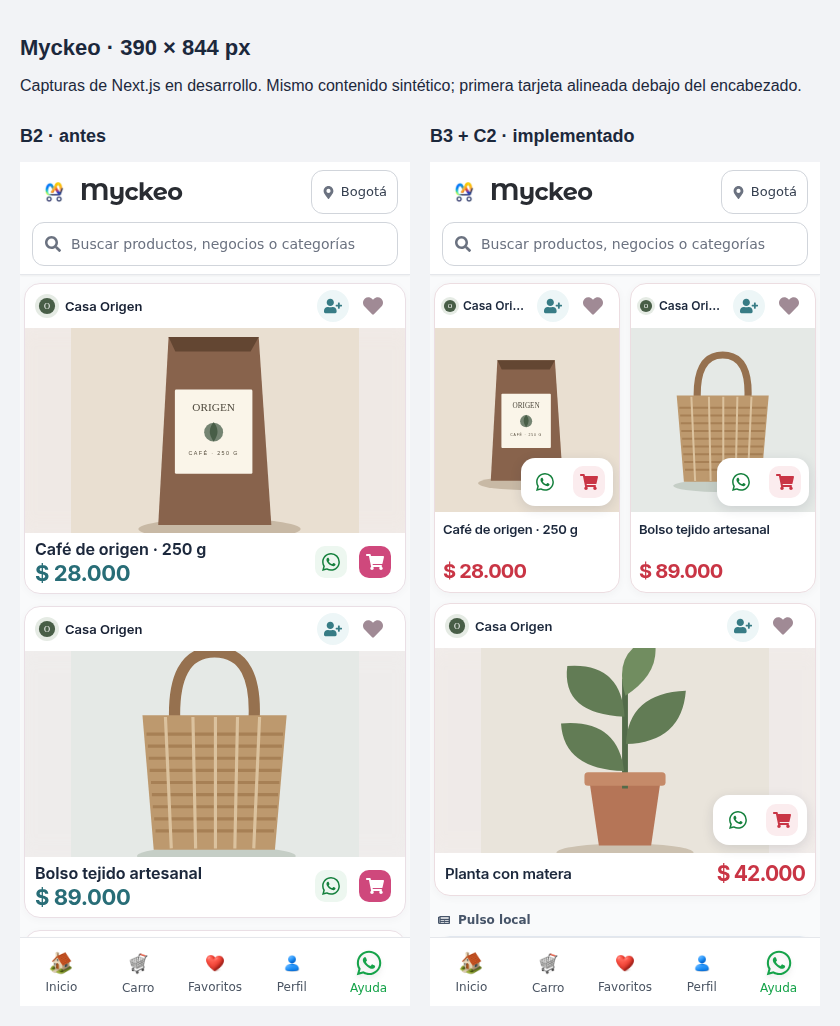 Myckeo · 390 × 844 px
Capturas de Next.js en desarrollo. Mismo contenido sintético; primera tarjeta alineada debajo del encabezado.
B2 · antes
Myckeo
Bogotá
Buscar productos, negocios o categorías
O
Casa Origen
ORIGEN
CAFÉ · 250 G
Café de origen · 250 g
$ 28.000
O
Casa Origen
Bolso tejido artesanal
$ 89.000
Inicio
Carro
Favoritos
Perfil
Ayuda
B3 + C2 · implementado
Myckeo
Bogotá
Buscar productos, negocios o categorías
O
Casa Ori...
O
Casa Ori...
ORIGEN
CAFÉ · 250 G
Café de origen · 250 g
Bolso tejido artesanal
$ 28.000
$ 89.000
O
Casa Origen
Planta con matera
$ 42.000
Pulso local
Inicio
Carro
Favoritos
Perfil
Ayuda